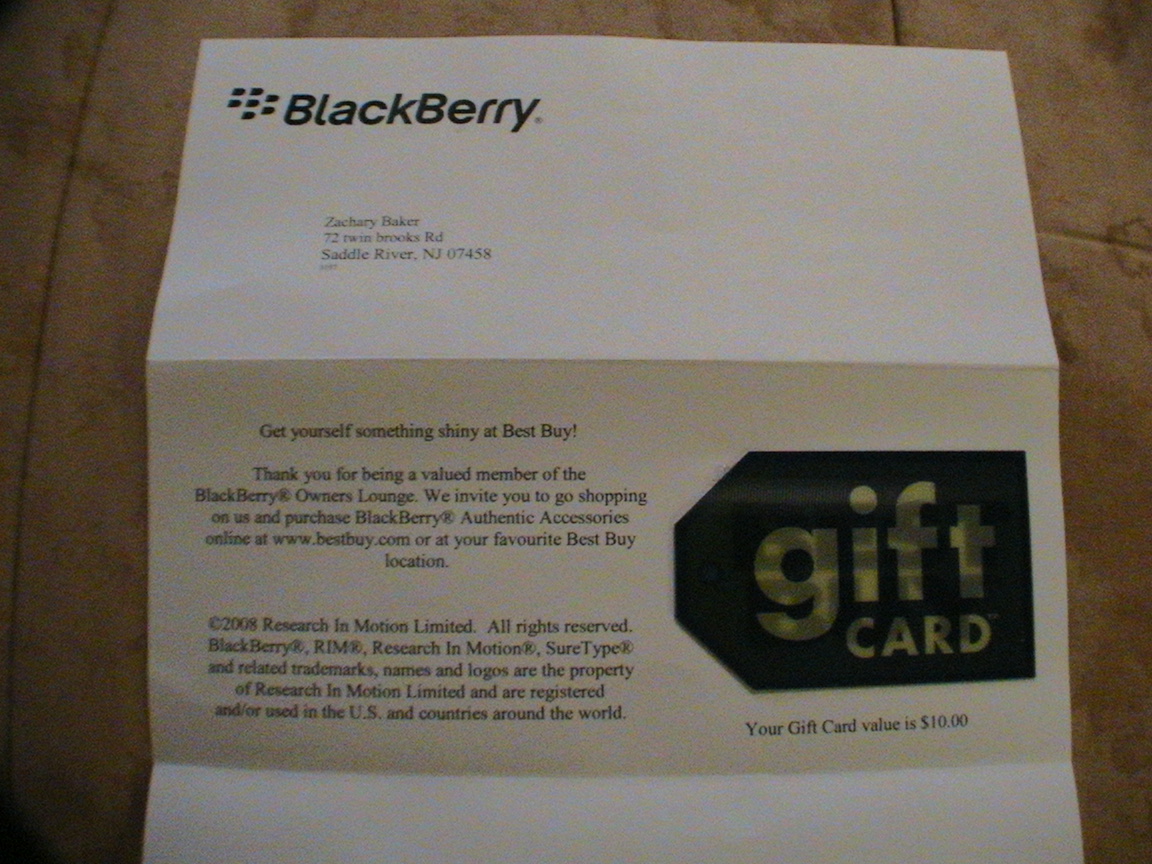 BlackBerry®
Zachary Baker
72 twin brooks Rd
Saddle River, NJ 07458
Get yourself something shiny at Best Buy!
Thank you for being a valued member of the
BlackBerry® Owners Lounge. We invite you to go shopping
on us and purchase BlackBerry® Authentic Accessories
online at www.bestbuy.com or at your favourite Best Buy
location.
©2008 Research In Motion Limited. All rights reserved.
BlackBerry®, RIM®, Research In Motion®, SureType®
and related trademarks, names and logos are the property
of Research In Motion Limited and are registered
and/or used in the U.S. and countries around the world.
gift
CARD™
Your Gift Card value is $10.00